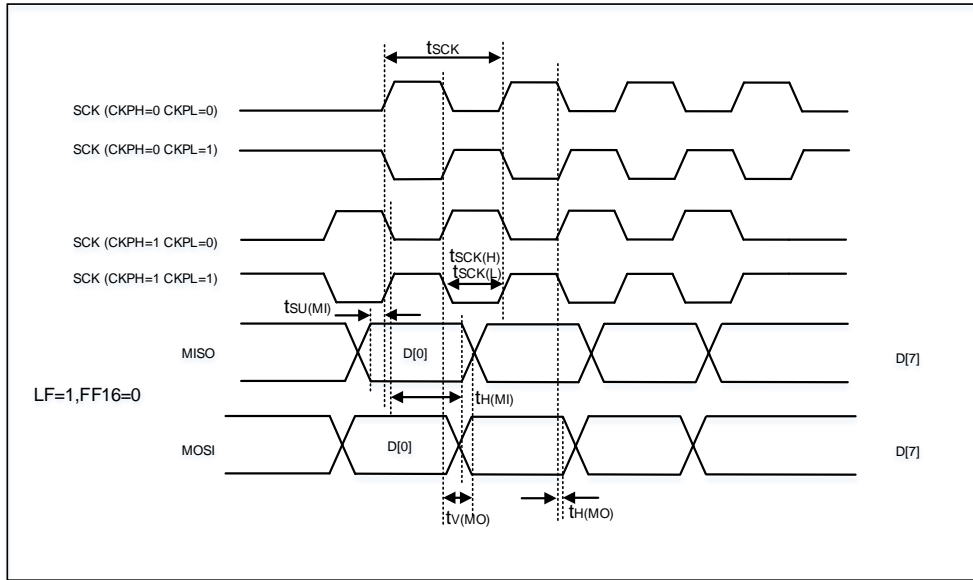 tSCK
SCK (CKPH=0 CKPL=0)
SCK (CKPH=0 CKPL=1)
SCK (CKPH=1 CKPL=0)
tSCK(H)
SCK (CKPH=1 CKPL=1)
tSCK(L)
tSU(MI)
MISO
D[0]
D[7]
LF=1,FF16=0
tH(MI)
MOSI
D[0]
D[7]
tV(MO)
tH(MO)